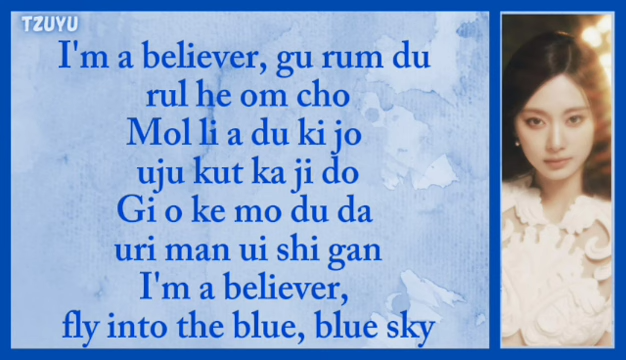 TZUYU
I'm a believer, gu rum du
rul he om cho
Mol li a du ki jo
uju kut ka ji do
Gi o ke mo du da
uri man ui shi gan
I'm a believer,
fly into the blue, blue sky